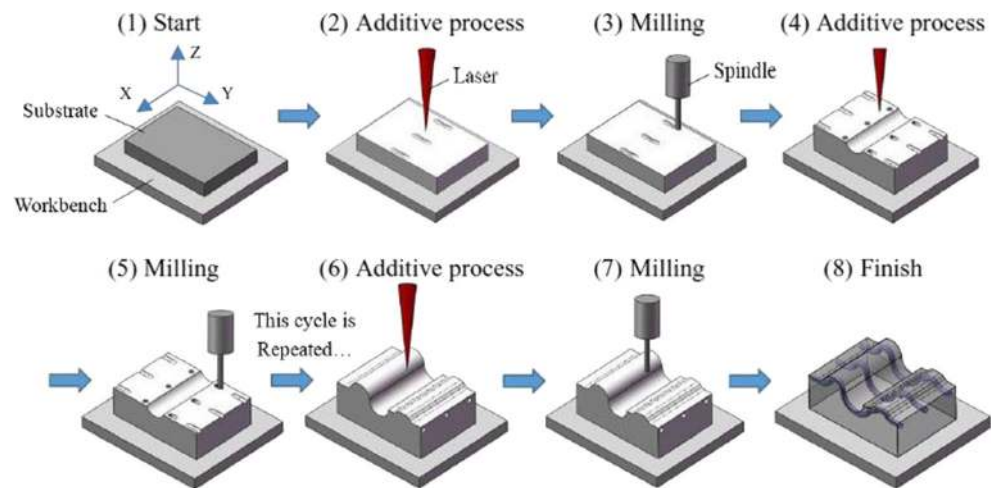 (1) Start
(2) Additive process
(3) Milling
(4) Additive process
Z
X
Y
Substrate
Workbench
Laser
Spindle
(5) Milling
(6) Additive process
(7) Milling
(8) Finish
This cycle is
Repeated…